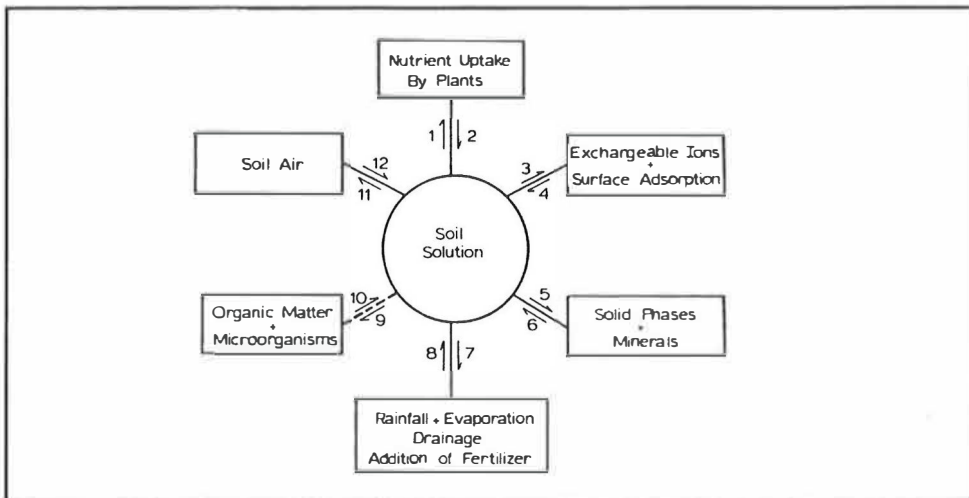 Nutrient Uptake
By Plants
1 2
Soil Air
12
11
3
4
Exchangeable Ions
+
Surface Adsorption
Soil
Solution
10
9
Organic Matter
+
Microorganisms
5
6
Solid Phases
+
Minerals
8 7
Rainfall + Evaporation
Drainage
Addition of Fertilizer